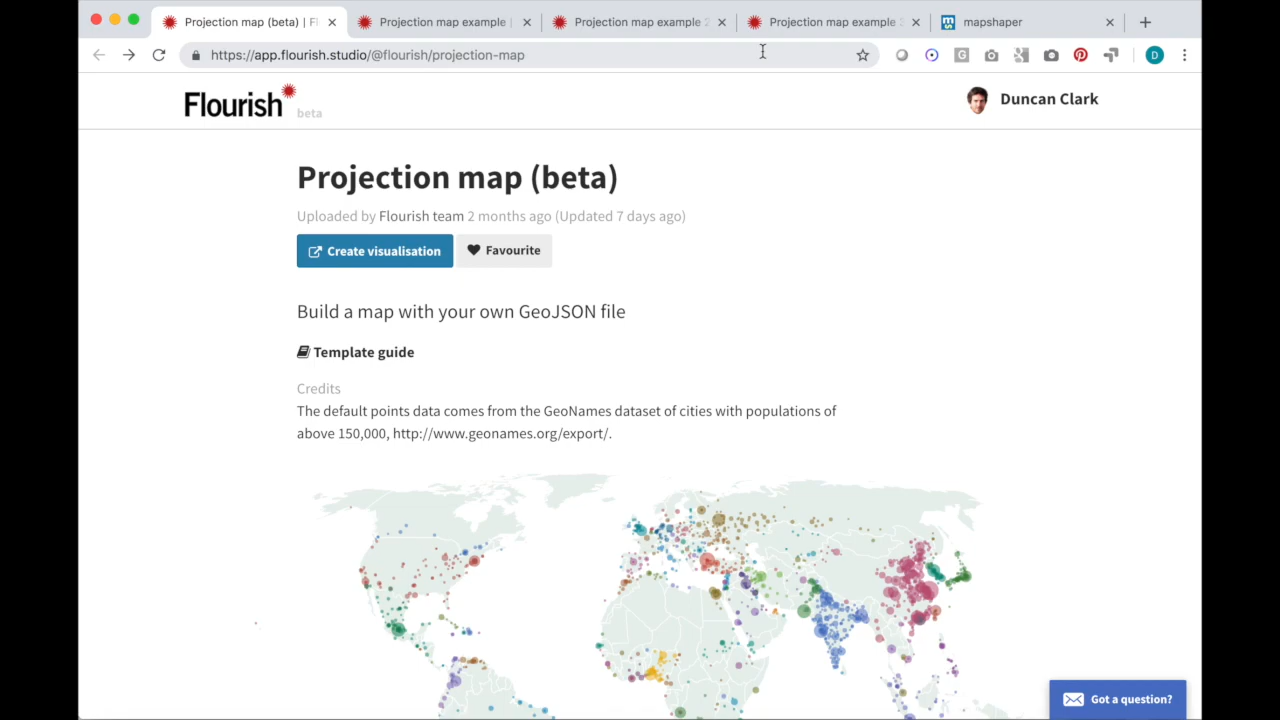 Projection map (beta) | Fl
Projection map example |
Projection map example 2
Projection map example 3
ms mapshaper
https://app.flourish.studio/@flourish/projection-map
G
D
Flourish
beta
Duncan Clark
Projection map (beta)
Uploaded by Flourish team 2 months ago (Updated 7 days ago)
Create visualisation
Favourite
Build a map with your own GeoJSON file
Template guide
Credits
The default points data comes from the GeoNames dataset of cities with populations of
above 150,000, http://www.geonames.org/export/.
Got a question?